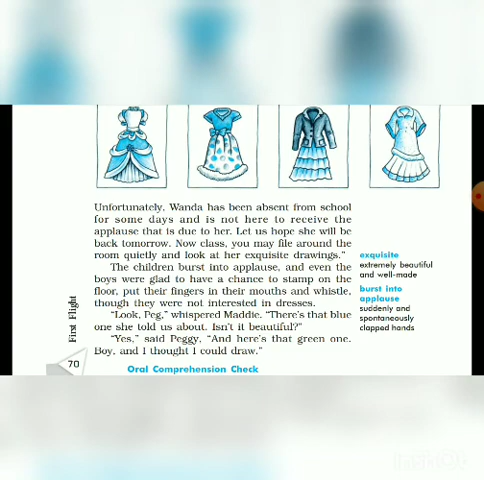 Unfortunately, Wanda has been absent from school
for some days and is not here to receive the
applause that is due to her. Let us hope she will be
back tomorrow. Now class, you may file around the
room quietly and look at her exquisite drawings.”
The children burst into applause, and even the
boys were glad to have a chance to stamp on the
floor, put their fingers in their mouths and whistle,
though they were not interested in dresses.
“Look, Peg,” whispered Maddie. “There’s that blue
one she told us about. Isn’t it beautiful?”
“Yes,” said Peggy, “And here’s that green one.
Boy, and I thought I could draw.”
exquisite
extremely beautiful
and well-made
burst into
applause
suddenly and
spontaneously
clapped hands
First Flight
70
Oral Comprehension Check